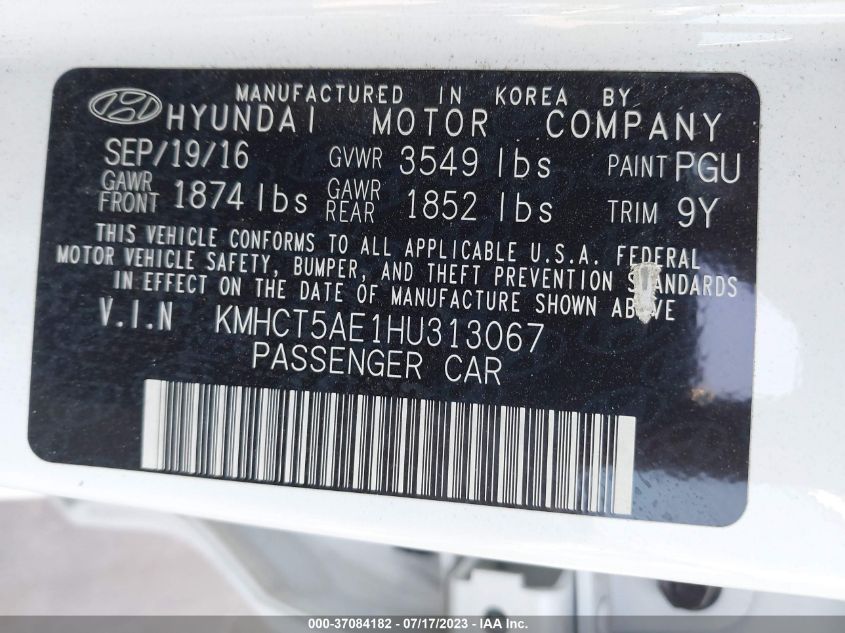 MANUFACTURED IN KOREA BY
HYUNDAI MOTOR COMPANY
SEP/19/16 GVWR 3549 lbs PAINT PGU
GAWR FRONT 1874 lbs GAWR REAR 1852 lbs TRIM 9Y
THIS VEHICLE CONFORMS TO ALL APPLICABLE U.S.A. FEDERAL
MOTOR VEHICLE SAFETY, BUMPER, AND THEFT PREVENTION STANDARDS
IN EFFECT ON THE DATE OF MANUFACTURE SHOWN ABOVE
V.I.N KMHCT5AE1HU313067
PASSENGER CAR
000-37084182 - 07/17/2023 - IAA Inc.